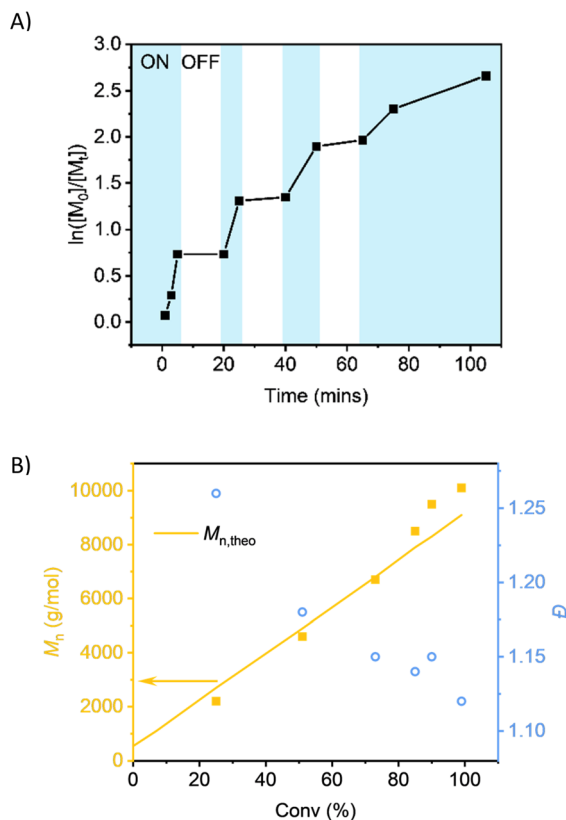 A)
ON OFF
3.0
2.5
2.0
1.5
1.0
0.5
0.0
ln([M0]/[Mt])
0 20 40 60 80 100
Time (mins)
B)
10000
8000
6000
4000
2000
0
Mn (g/mol)
Mn,theo
1.25
1.20
1.15
1.10
Đ
0 20 40 60 80 100
Conv (%)